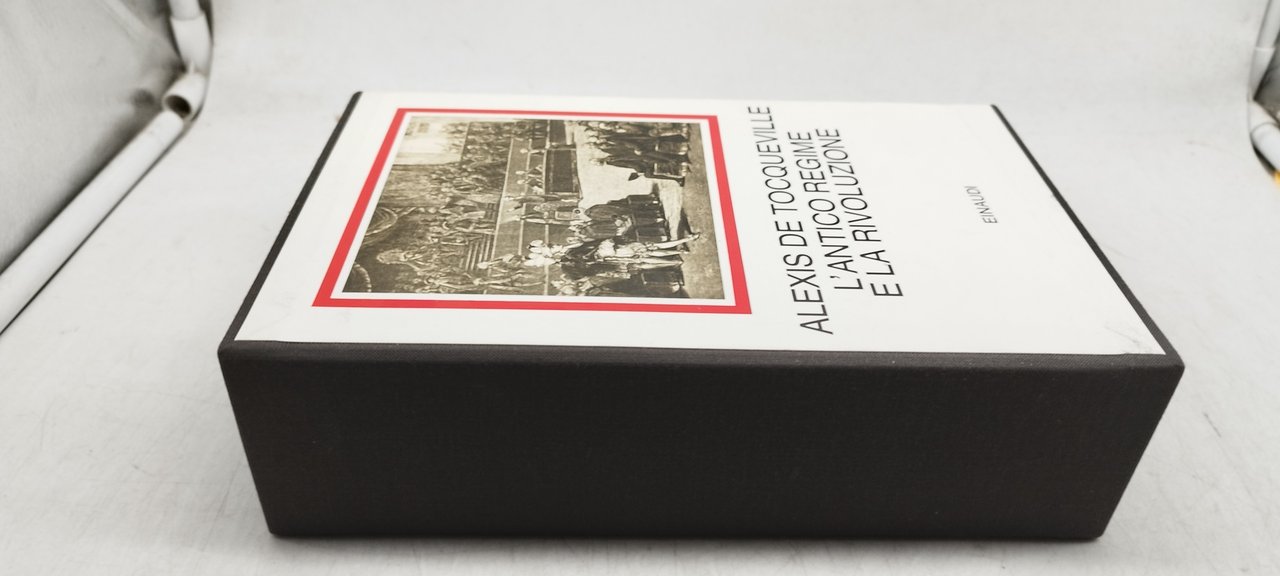 ALEXIS DE TOCQUEVILLE
L'ANTICO REGIME
E LA RIVOLUZIONE
EINAUDI